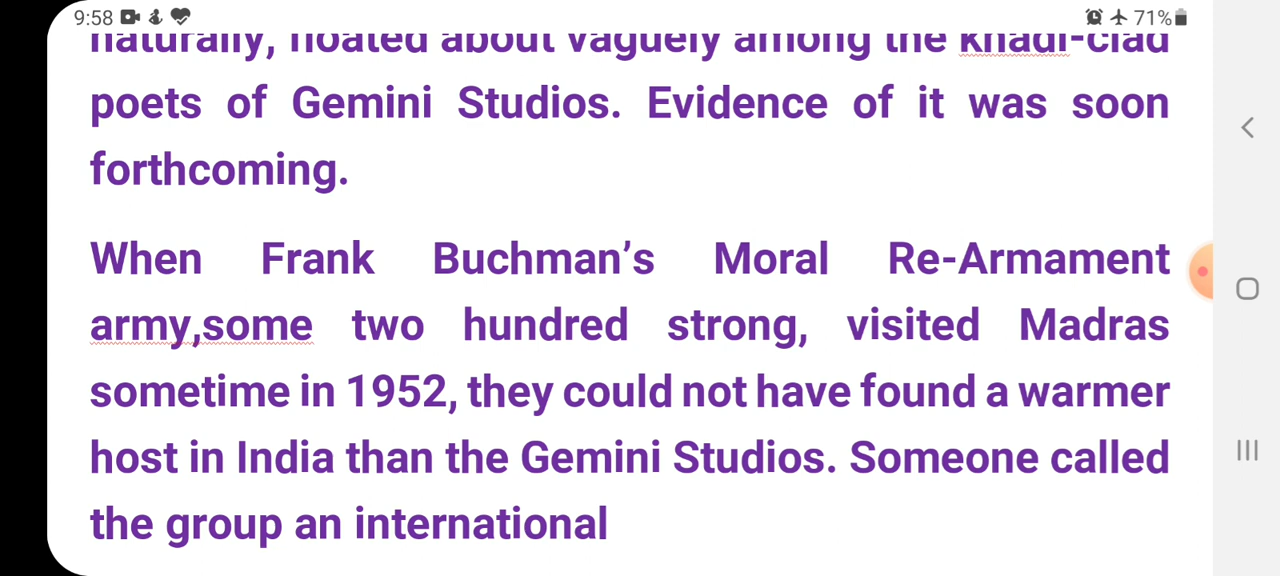 9:58 71%
naturally, floated about vaguely among the khadi-clad
poets of Gemini Studios. Evidence of it was soon
forthcoming.
When Frank Buchman’s Moral Re-Armament
army,some two hundred strong, visited Madras
sometime in 1952, they could not have found a warmer
host in India than the Gemini Studios. Someone called
the group an international